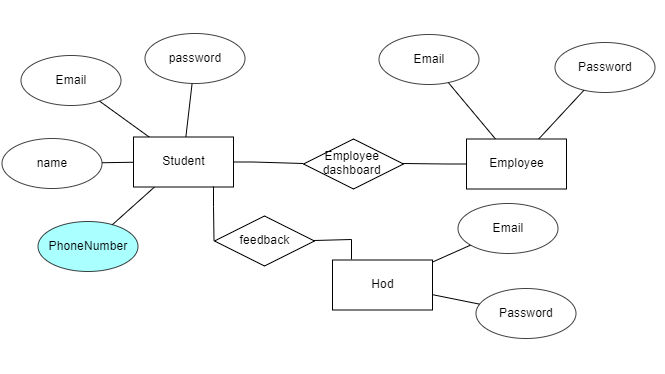 Email
password
Email
Password
name
Student
Employee
dashboard
Employee
PhoneNumber
feedback
Email
Hod
Password